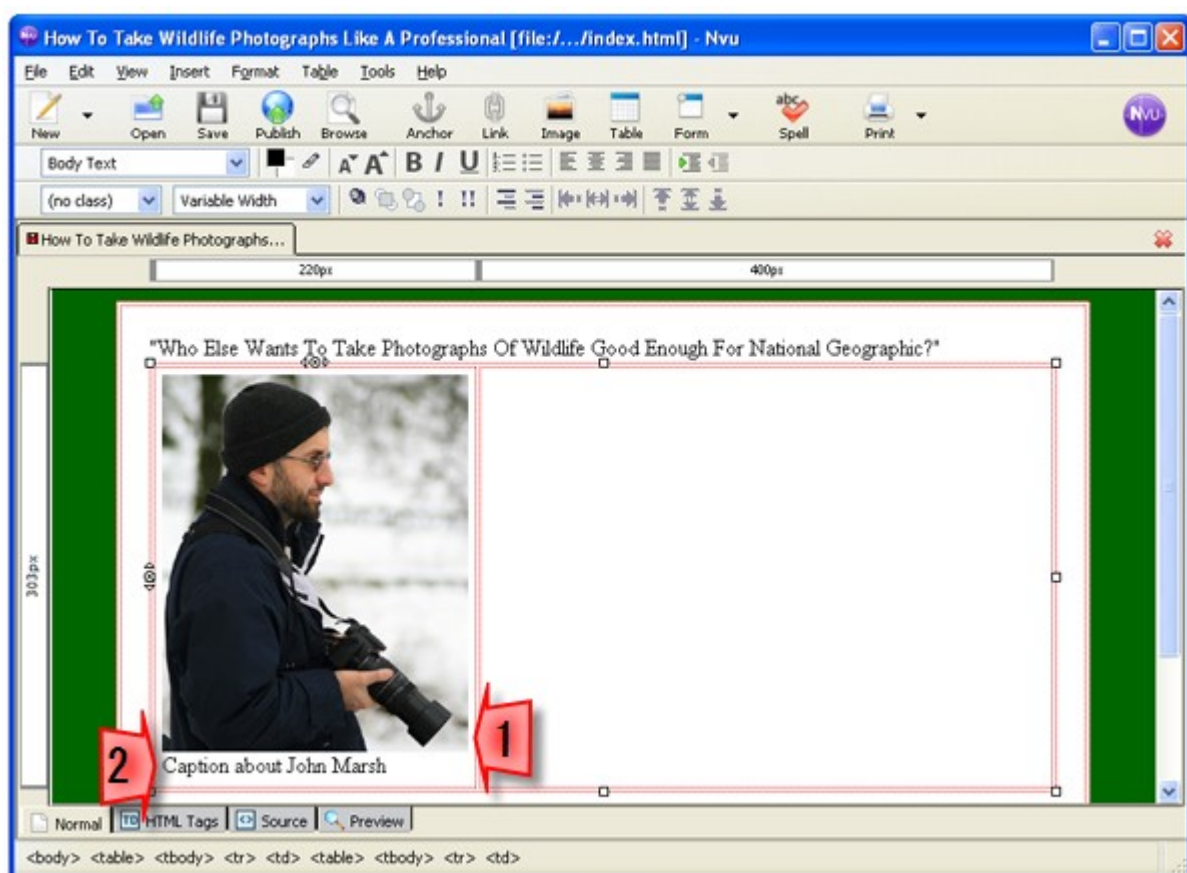 How To Take Wildlife Photographs Like A Professional [file:/.../index.html] - Nvu
File Edit View Insert Format Table Tools Help
New Open Save Publish Browse Anchor Link Image Table Form Spell Print
abc
NVU
Body Text A A B I U
(no class) Variable Width ! !!
How To Take Wildlife Photographs...
220px 400px
"Who Else Wants To Take Photographs Of Wildlife Good Enough For National Geographic?"
303px
1
2
Caption about John Marsh
Normal TD HTML Tags Source Preview
<body> <table> <tbody> <tr> <td> <table> <tbody> <tr> <td>